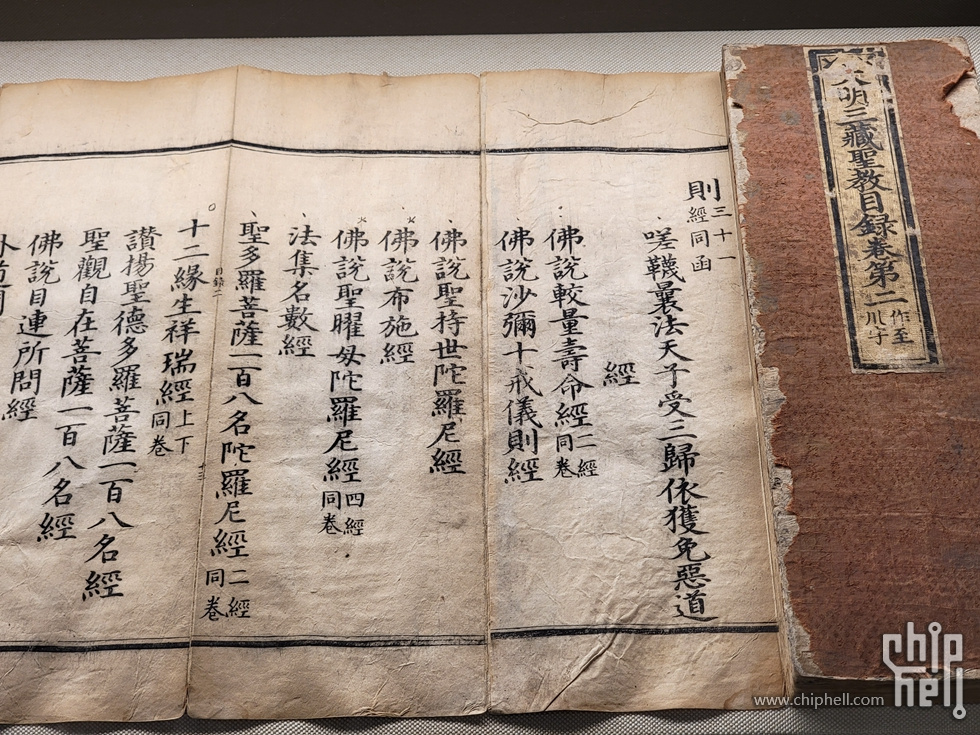 大明三藏聖教目録卷第二 作至川字
則 三十一經同函
嗟韈曩法天子受三歸依獲免惡道
經
佛說較量壽命經 二經同卷
佛說沙彌十戒儀則經
佛說聖持世陀羅尼經
佛說布施經
佛說聖曜母陀羅尼經 四經同卷
法集名數經
聖多羅菩薩一百八名陀羅尼經 二經同卷
目録二
十二緣生祥瑞經 上下同卷
讚揚聖德多羅菩薩一百八名經
聖觀自在菩薩一百八名經
佛說目連所問經
外道問
www.chiphell.com
chip
hell